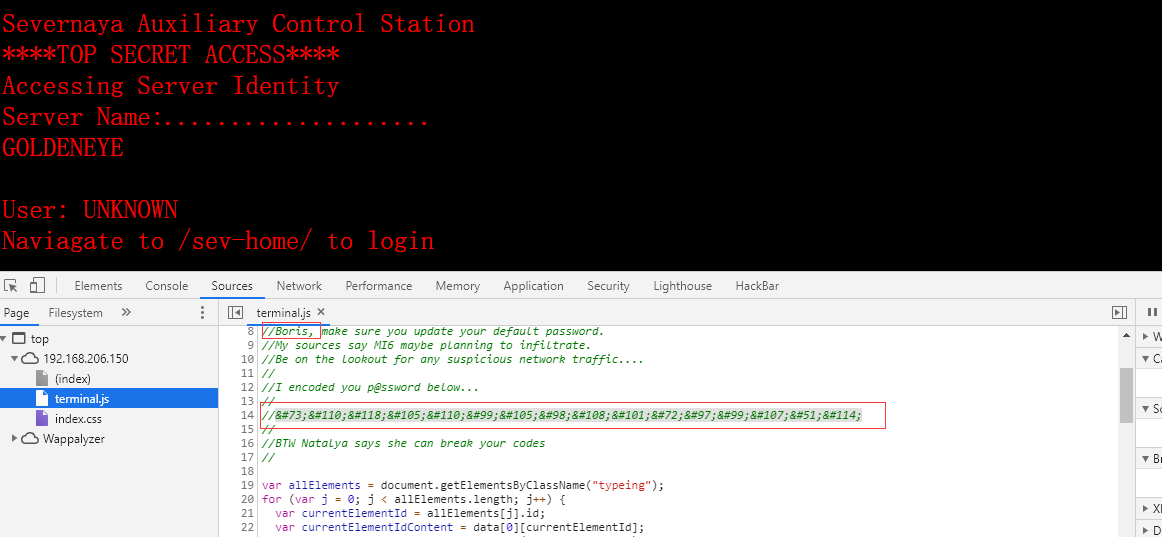 Severnaya Auxiliary Control Station
****TOP SECRET ACCESS****
Accessing Server Identity
Server Name:....................
GOLDENEYE
User: UNKNOWN
Naviagate to /sev-home/ to login
Elements Console Sources Network Performance Memory Application Security Lighthouse HackBar
Page Filesystem »
terminal.js ×
top
192.168.206.150
(index)
terminal.js
index.css
Wappalyzer
8 //Boris, make sure you update your default password.
9 //My sources say MI6 maybe planning to infiltrate.
10 //Be on the lookout for any suspicious network traffic....
11 //
12 //I encoded you p@ssword below...
13 //
14 //&#73;&#110;&#118;&#105;&#110;&#99;&#105;&#98;&#108;&#101;&#72;&#97;&#99;&#107;&#51;&#114;
15 //
16 //BTW Natalya says she can break your codes
17 //
18
19 var allElements = document.getElementsByClassName("typeing");
20 for (var j = 0; j < allElements.length; j++) {
21 var currentElementId = allElements[j].id;
22 var currentElementIdContent = data[0][currentElementId];